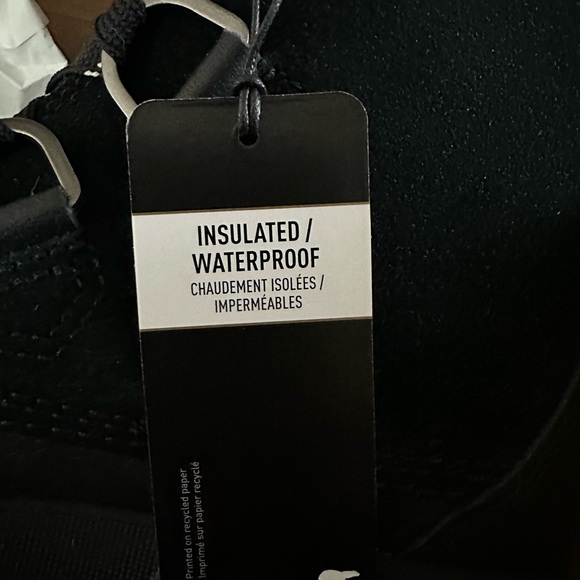 INSULATED /
WATERPROOF
CHAUDEMENT ISOLÉES /
IMPERMÉABLES
Printed on recycled paper
Imprimé sur papier recyclé